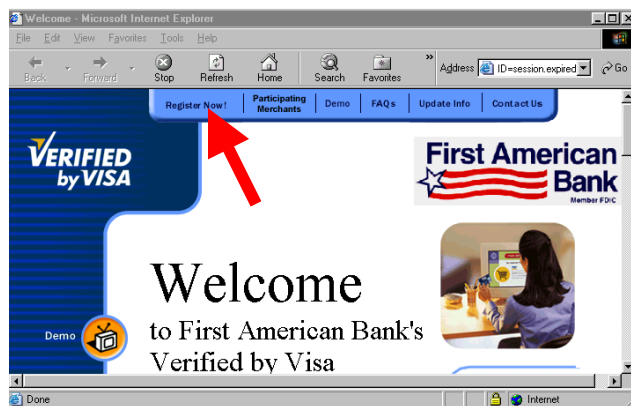 Welcome - Microsoft Internet Explorer
File Edit View Favorites Tools Help
Back Forward Stop Refresh Home Search Favorites » Address ID=session.expired Go
Register Now! Participating Merchants Demo FAQs Update Info Contact Us
VERIFIED
by VISA
First American
Bank
Member FDIC
Welcome
to First American Bank's
Verified by Visa
Demo
Done Internet